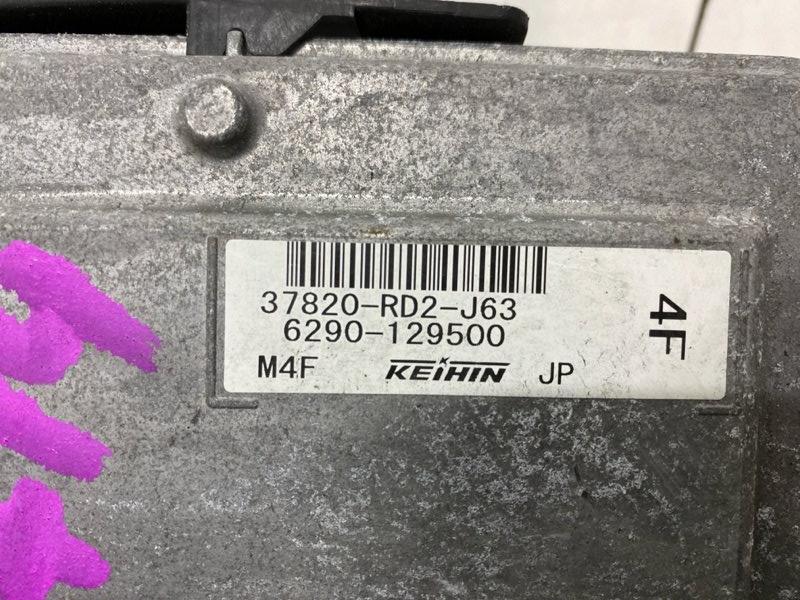 37820-RD2-J63
6290-129500
M4F KEIHIN JP
4F